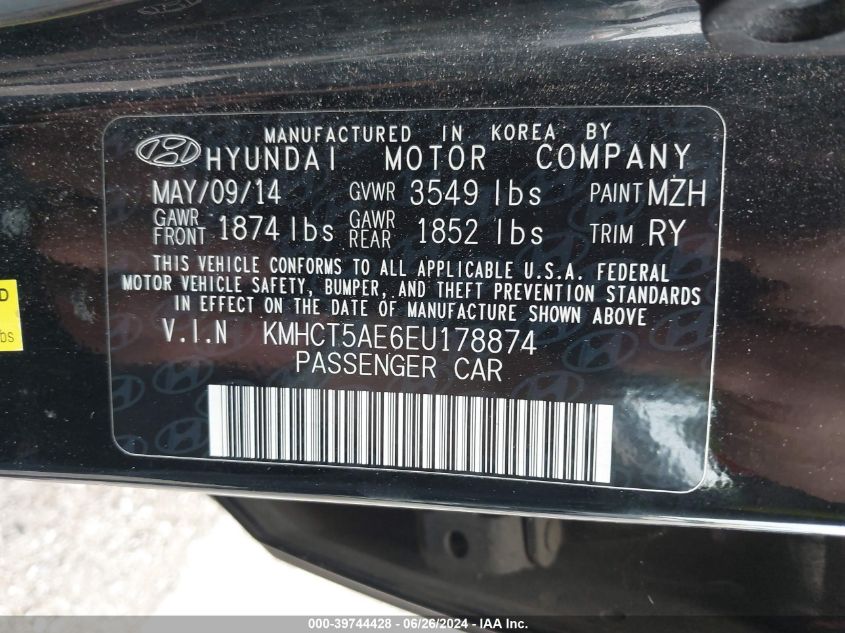 MANUFACTURED IN KOREA BY
HYUNDAI MOTOR COMPANY
MAY/09/14 GVWR 3549 lbs PAINT MZH
GAWR FRONT 1874 lbs GAWR REAR 1852 lbs TRIM RY
THIS VEHICLE CONFORMS TO ALL APPLICABLE U.S.A. FEDERAL
MOTOR VEHICLE SAFETY, BUMPER, AND THEFT PREVENTION STANDARDS
IN EFFECT ON THE DATE OF MANUFACTURE SHOWN ABOVE
V.I.N KMHCT5AE6EU178874
PASSENGER CAR
D
bs
000-39744428 - 06/26/2024 - IAA Inc.